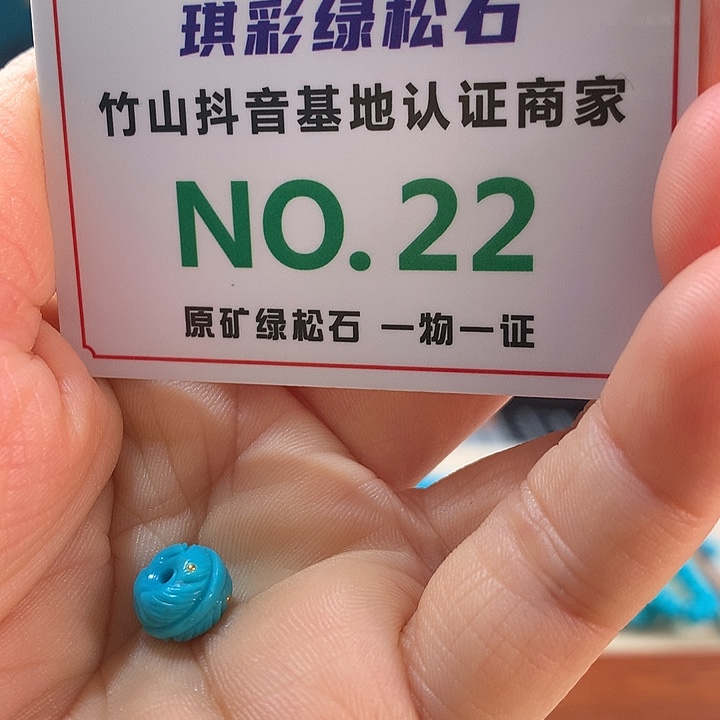 琪彩绿松石
竹山抖音基地认证商家
NO.22
原矿绿松石 一物一证